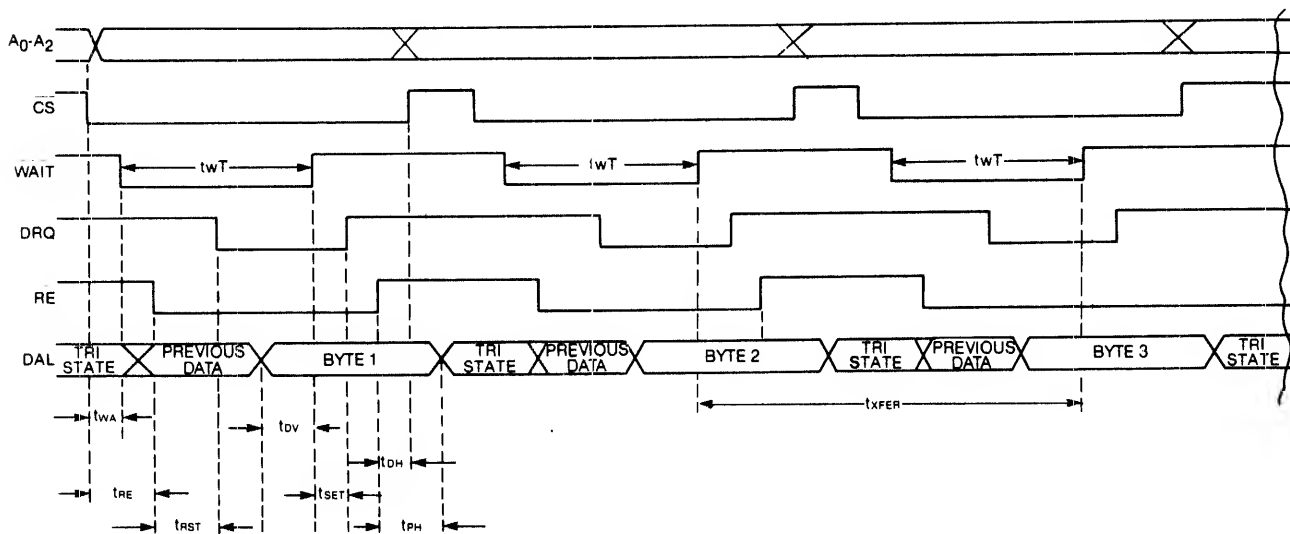 A0-A2
CS
WAIT
tWT
tWT
tWT
DRQ
RE
DAL
TRI STATE
PREVIOUS DATA
BYTE 1
TRI STATE
PREVIOUS DATA
BYTE 2
TRI STATE
PREVIOUS DATA
BYTE 3
TRI STATE
tXFER
tWA
tDV
tDH
tRE
tSET
tRST
tPH